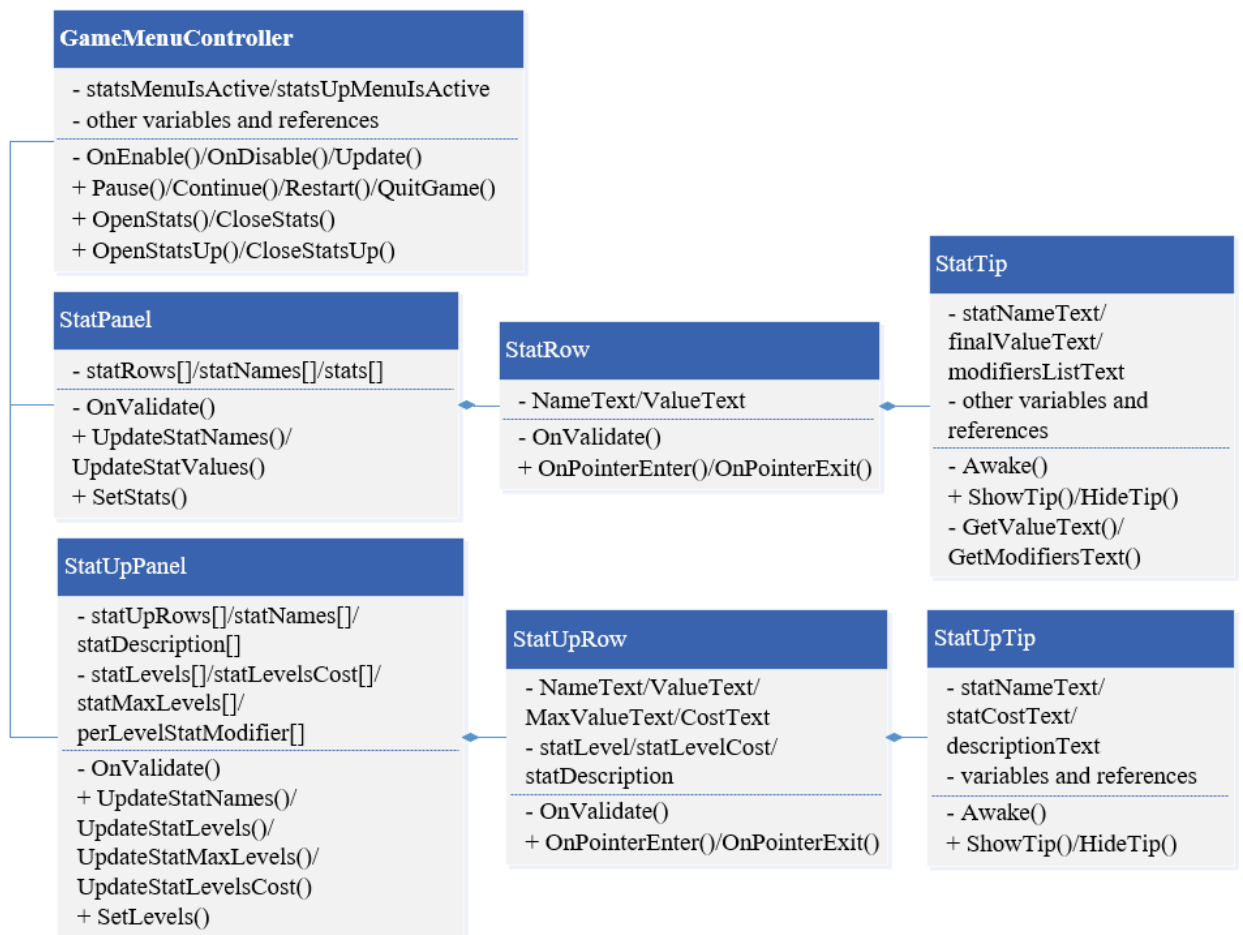 GameMenuController
- statsMenuIsActive/statsUpMenuIsActive
- other variables and references
- OnEnable()/OnDisable()/Update()
+ Pause()/Continue()/Restart()/QuitGame()
+ OpenStats()/CloseStats()
+ OpenStatsUp()/CloseStatsUp()
StatPanel
- statRows[]/statNames[]/stats[]
- OnValidate()
+ UpdateStatNames()/
UpdateStatValues()
+ SetStats()
StatRow
- NameText/ValueText
- OnValidate()
+ OnPointerEnter()/OnPointerExit()
StatTip
- statNameText/
finalValueText/
modifiersListText
- other variables and
references
- Awake()
+ ShowTip()/HideTip()
- GetValueText()/
GetModifiersText()
StatUpPanel
- statUpRows[]/statNames[]/
statDescription[]
- statLevels[]/statLevelsCost[]/
statMaxLevels[]/
perLevelStatModifier[]
- OnValidate()
+ UpdateStatNames()/
UpdateStatLevels()/
UpdateStatMaxLevels()/
UpdateStatLevelsCost()
+ SetLevels()
StatUpRow
- NameText/ValueText/
MaxValueText/CostText
- statLevel/statLevelCost/
statDescription
- OnValidate()
+ OnPointerEnter()/OnPointerExit()
StatUpTip
- statNameText/
statCostText/
descriptionText
- variables and references
- Awake()
+ ShowTip()/HideTip()